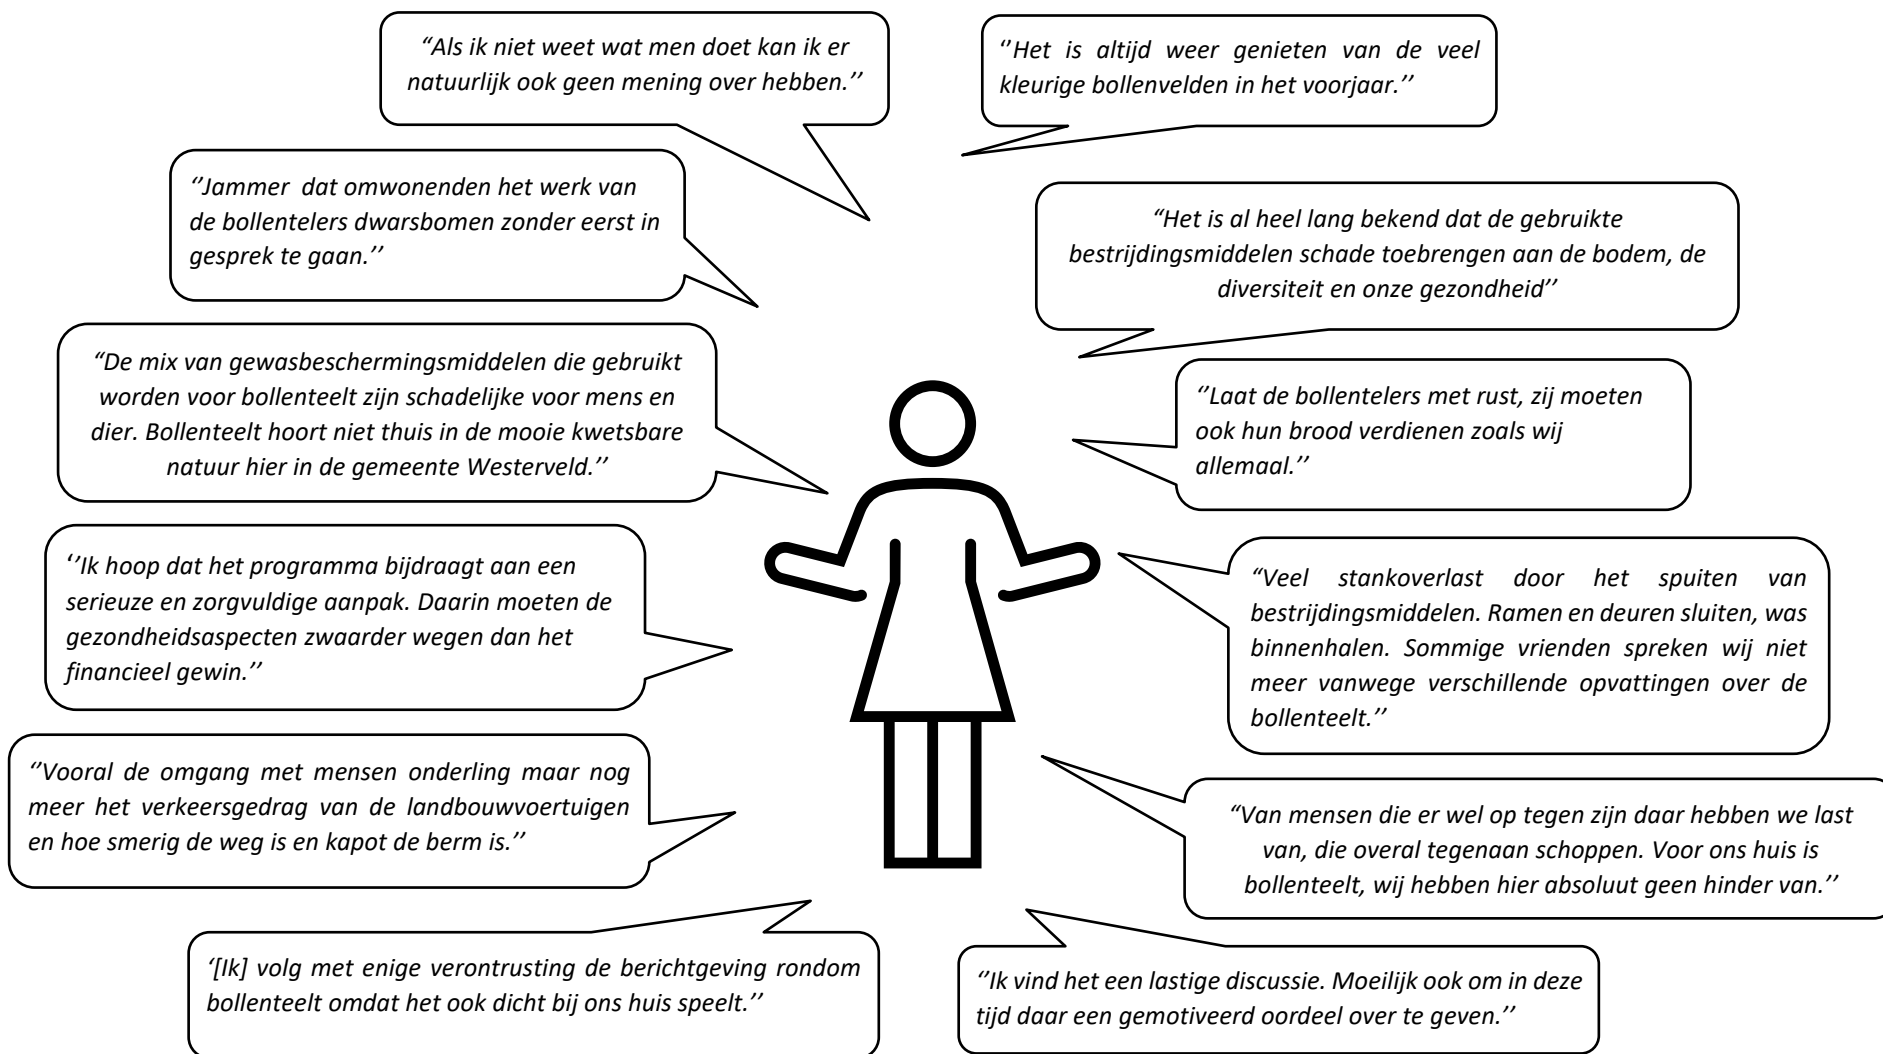 “Als ik niet weet wat men doet kan ik er
natuurlijk ook geen mening over hebben.’’
‘’Het is altijd weer genieten van de veel
kleurige bollenvelden in het voorjaar.’’
‘’Jammer dat omwonenden het werk van
de bollentelers dwarsbomen zonder eerst in
gesprek te gaan.’’
“Het is al heel lang bekend dat de gebruikte
bestrijdingsmiddelen schade toebrengen aan de bodem, de
diversiteit en onze gezondheid’’
“De mix van gewasbeschermingsmiddelen die gebruikt
worden voor bollenteelt zijn schadelijke voor mens en
dier. Bollenteelt hoort niet thuis in de mooie kwetsbare
natuur hier in de gemeente Westerveld.’’
‘’Laat de bollentelers met rust, zij moeten
ook hun brood verdienen zoals wij
allemaal.’’
‘’Ik hoop dat het programma bijdraagt aan een
serieuze en zorgvuldige aanpak. Daarin moeten de
gezondheidsaspecten zwaarder wegen dan het
financieel gewin.’’
“Veel stankoverlast door het spuiten van
bestrijdingsmiddelen. Ramen en deuren sluiten, was
binnenhalen. Sommige vrienden spreken wij niet
meer vanwege verschillende opvattingen over de
bollenteelt.’’
‘’Vooral de omgang met mensen onderling maar nog
meer het verkeersgedrag van de landbouwvoertuigen
en hoe smerig de weg is en kapot de berm is.’’
“Van mensen die er wel op tegen zijn daar hebben we last
van, die overal tegenaan schoppen. Voor ons huis is
bollenteelt, wij hebben hier absoluut geen hinder van.’’
‘[Ik] volg met enige verontrusting de berichtgeving rondom
bollenteelt omdat het ook dicht bij ons huis speelt.’’
‘’Ik vind het een lastige discussie. Moeilijk ook om in deze
tijd daar een gemotiveerd oordeel over te geven.’’